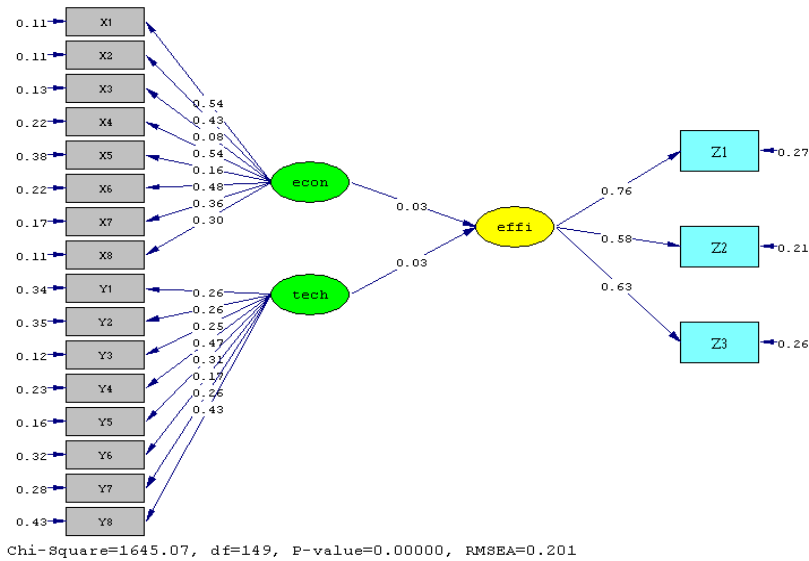 0.11 X1
0.11 X2
0.13 X3
0.22 X4
0.38 X5
0.22 X6
0.17 X7
0.11 X8
0.34 Y1
0.35 Y2
0.12 Y3
0.23 Y4
0.16 Y5
0.32 Y6
0.28 Y7
0.43 Y8
0.54
0.43
0.08
0.54
0.16
0.48
0.36
0.30
0.26
0.26
0.25
0.47
0.31
0.17
0.26
0.43
econ
tech
0.03
0.03
effi
0.76
0.58
0.63
Z1 0.27
Z2 0.21
Z3 0.26
Chi-Square=1645.07, df=149, P-value=0.00000, RMSEA=0.201